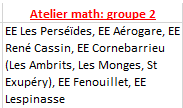 Atelier math: groupe 2
EE Les Perséïdes, EE Aérogare, EE
René Cassin, EE Cornebarrieu
(Les Ambrits, Les Monges, St
Exupéry), EE Fenouillet, EE
Lespinasse